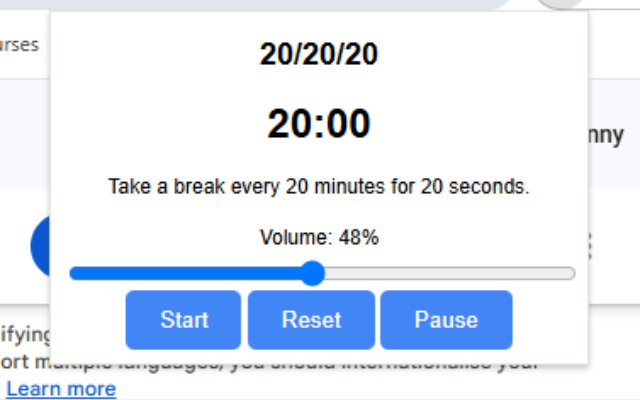 urses
20/20/20
20:00
nny
Take a break every 20 minutes for 20 seconds.
Volume: 48%
Start Reset Pause
ifying
ort multiple languages, you should internationalise your
Learn more